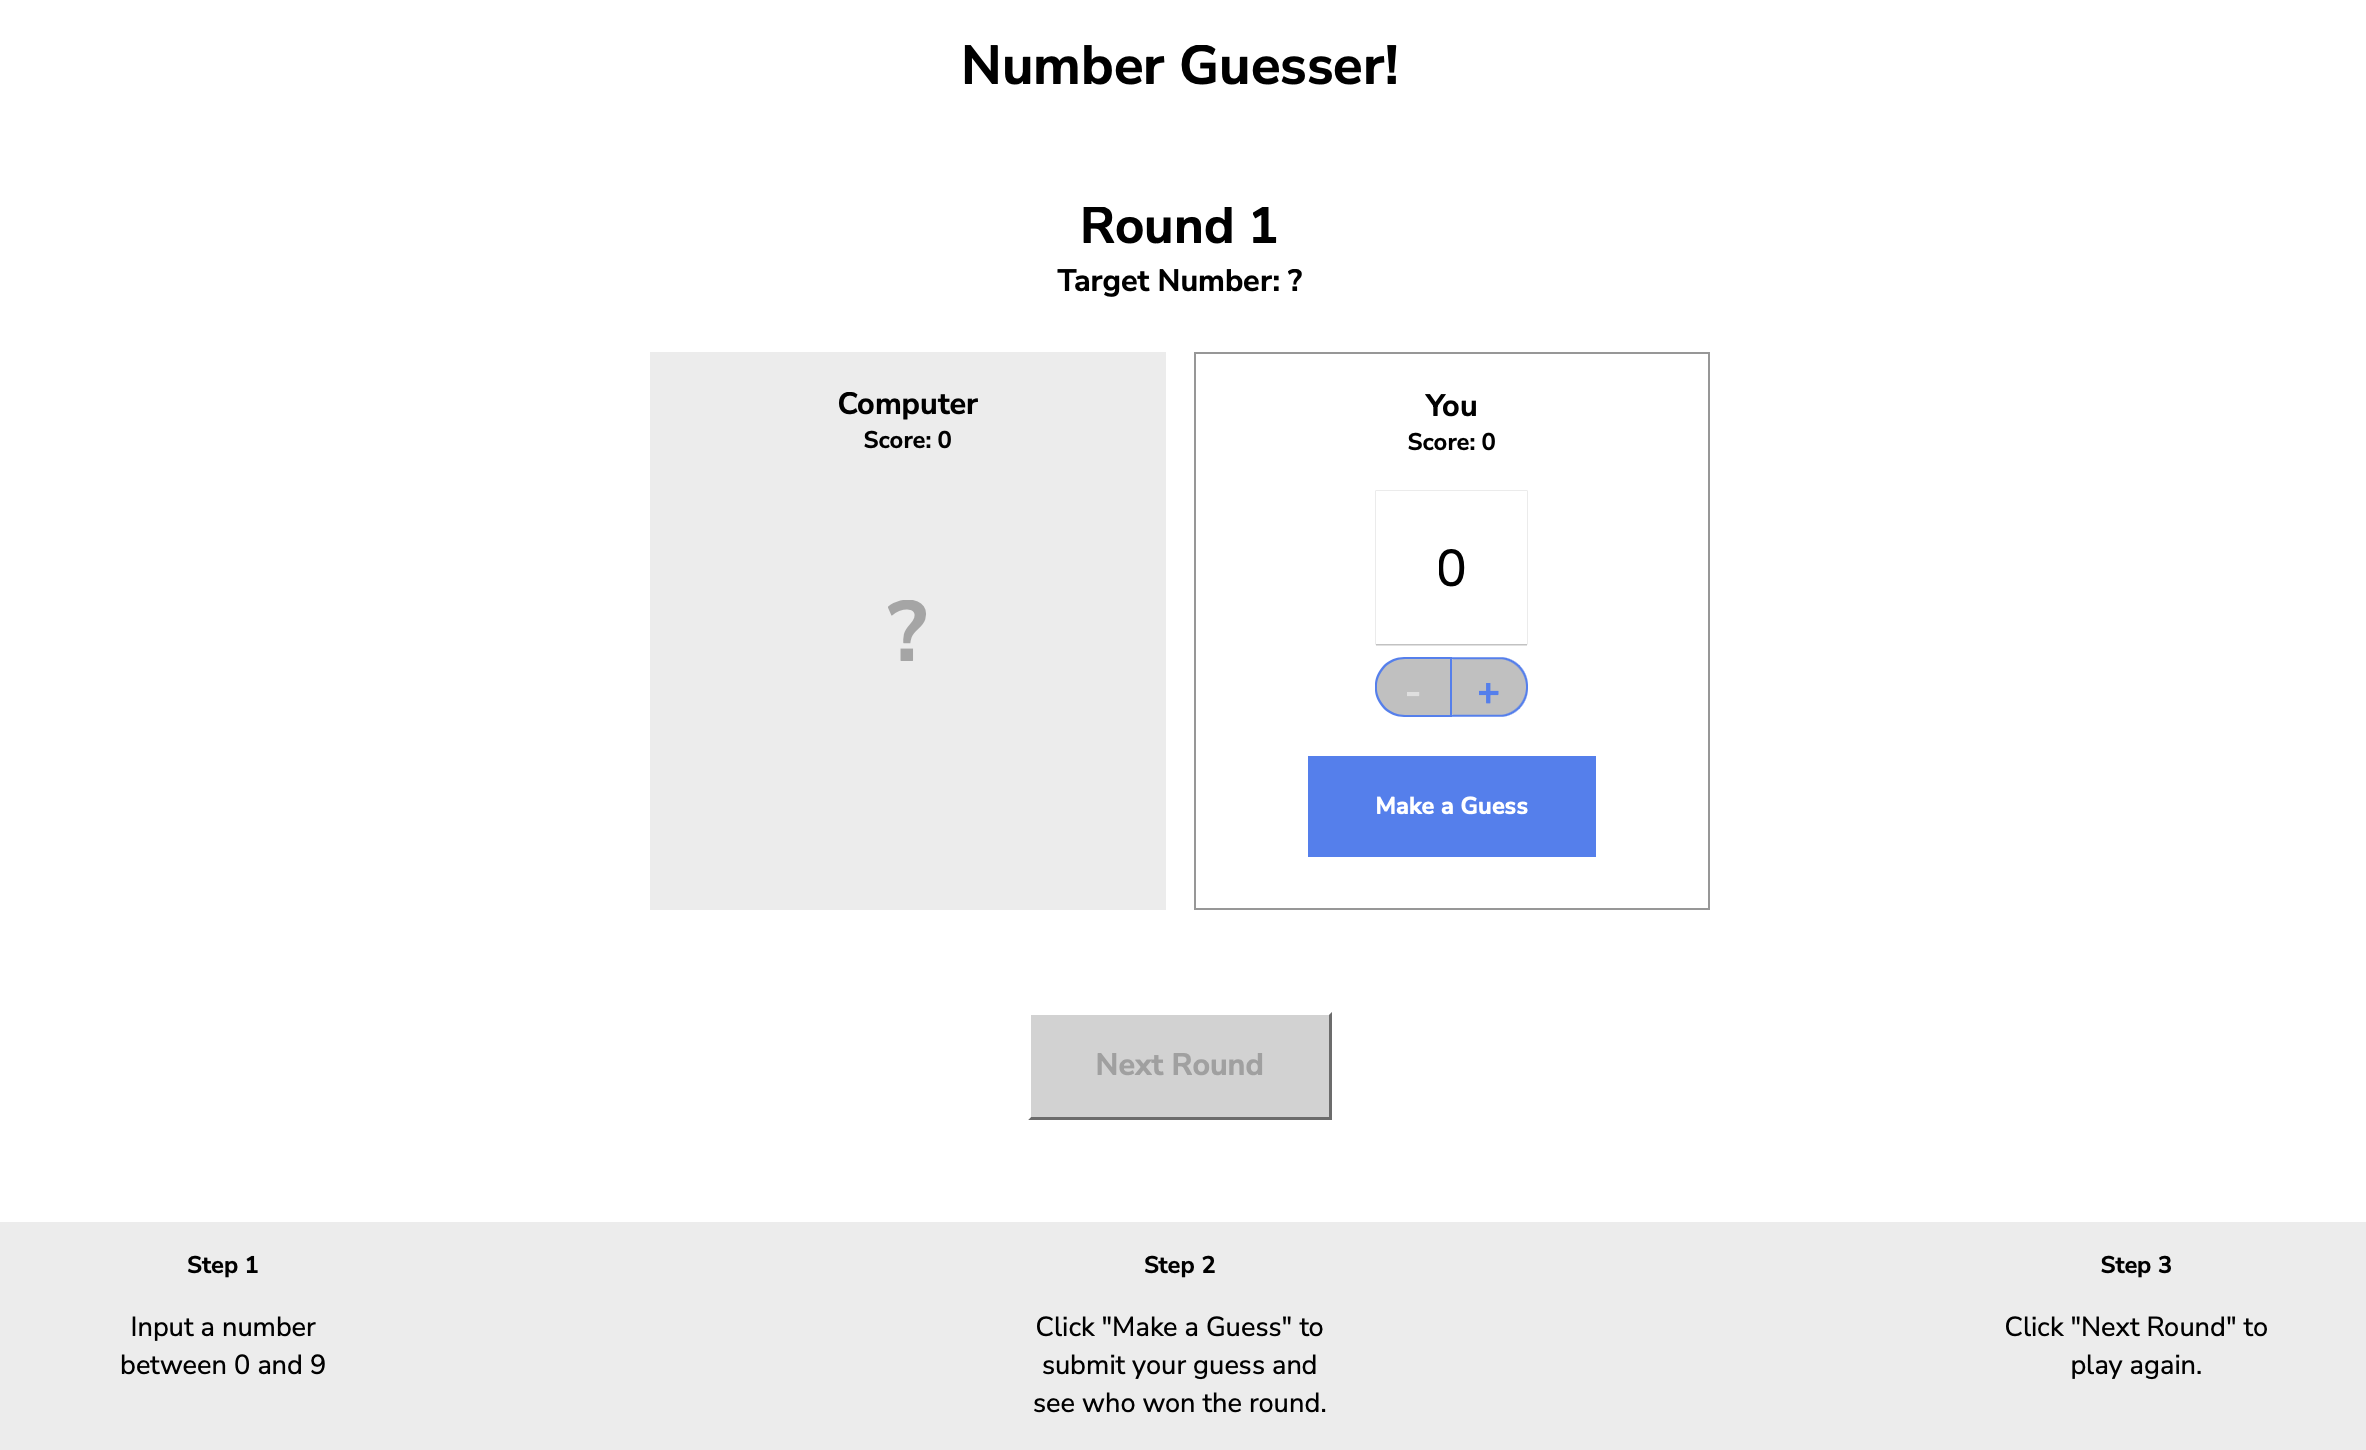 Number Guesser!
Round 1
Target Number: ?
Computer
Score: 0
?
You
Score: 0
0
- +
Make a Guess
Next Round
Step 1
Input a number
between 0 and 9
Step 2
Click "Make a Guess" to
submit your guess and
see who won the round.
Step 3
Click "Next Round" to
play again.